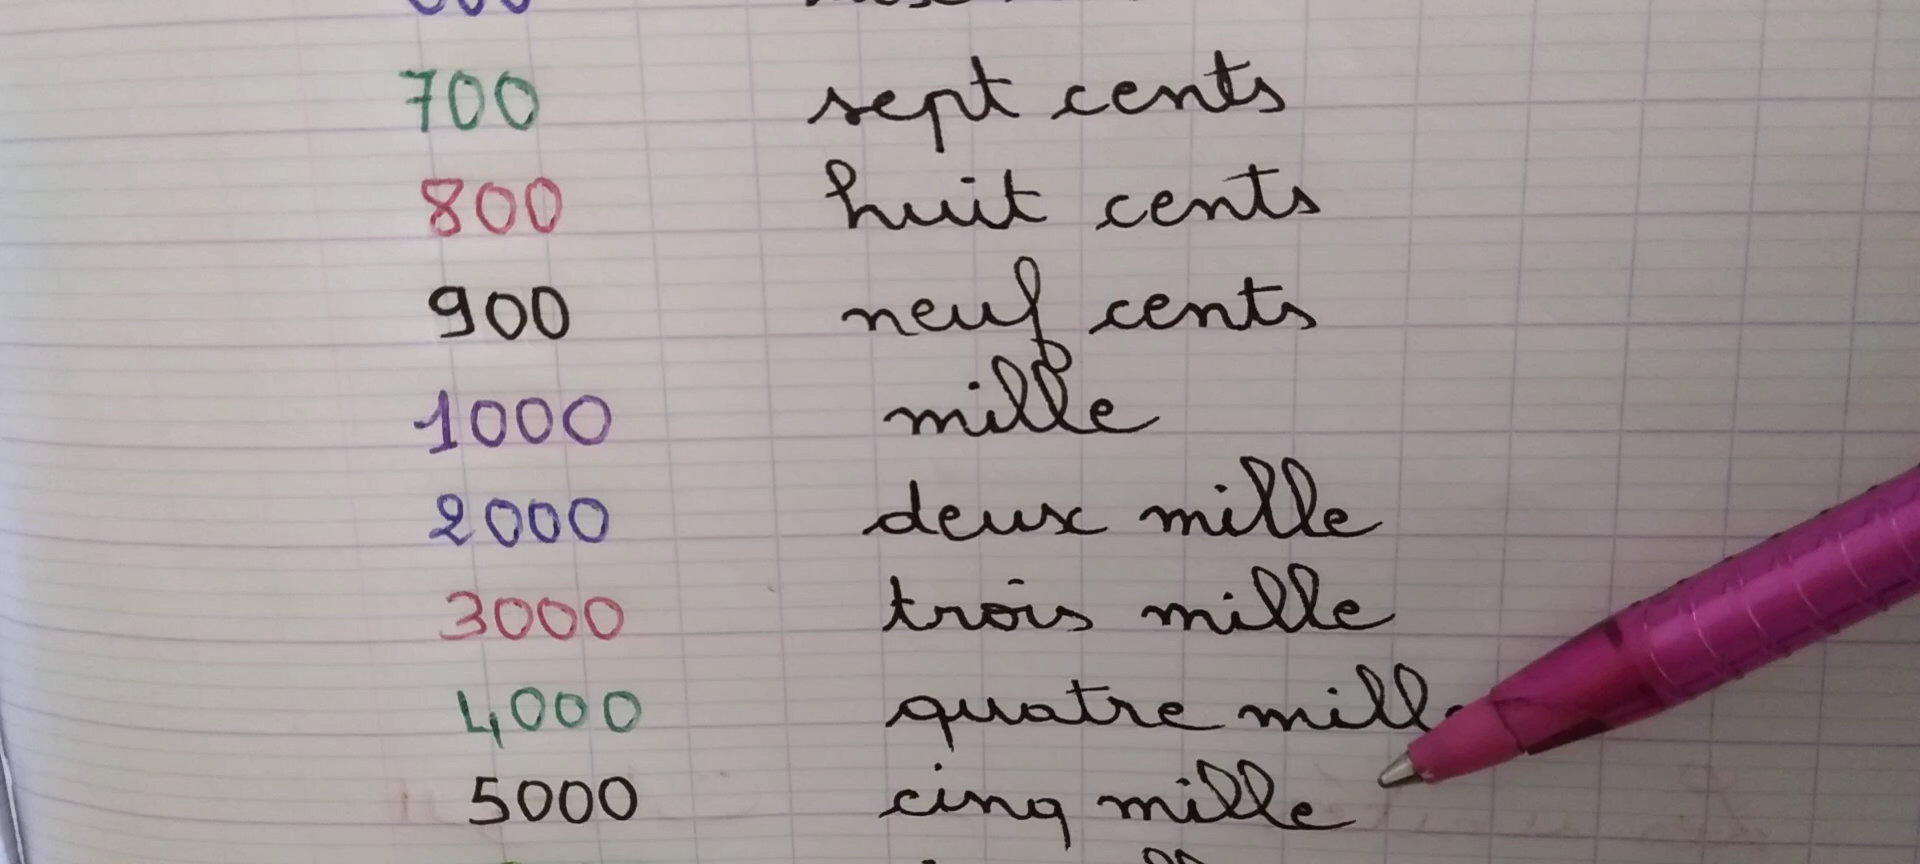 700 sept cents
800 huit cents
900 neuf cents
1000 mille
2000 deux mille
3000 trois mille
4000 quatre mille
5000 cinq mille